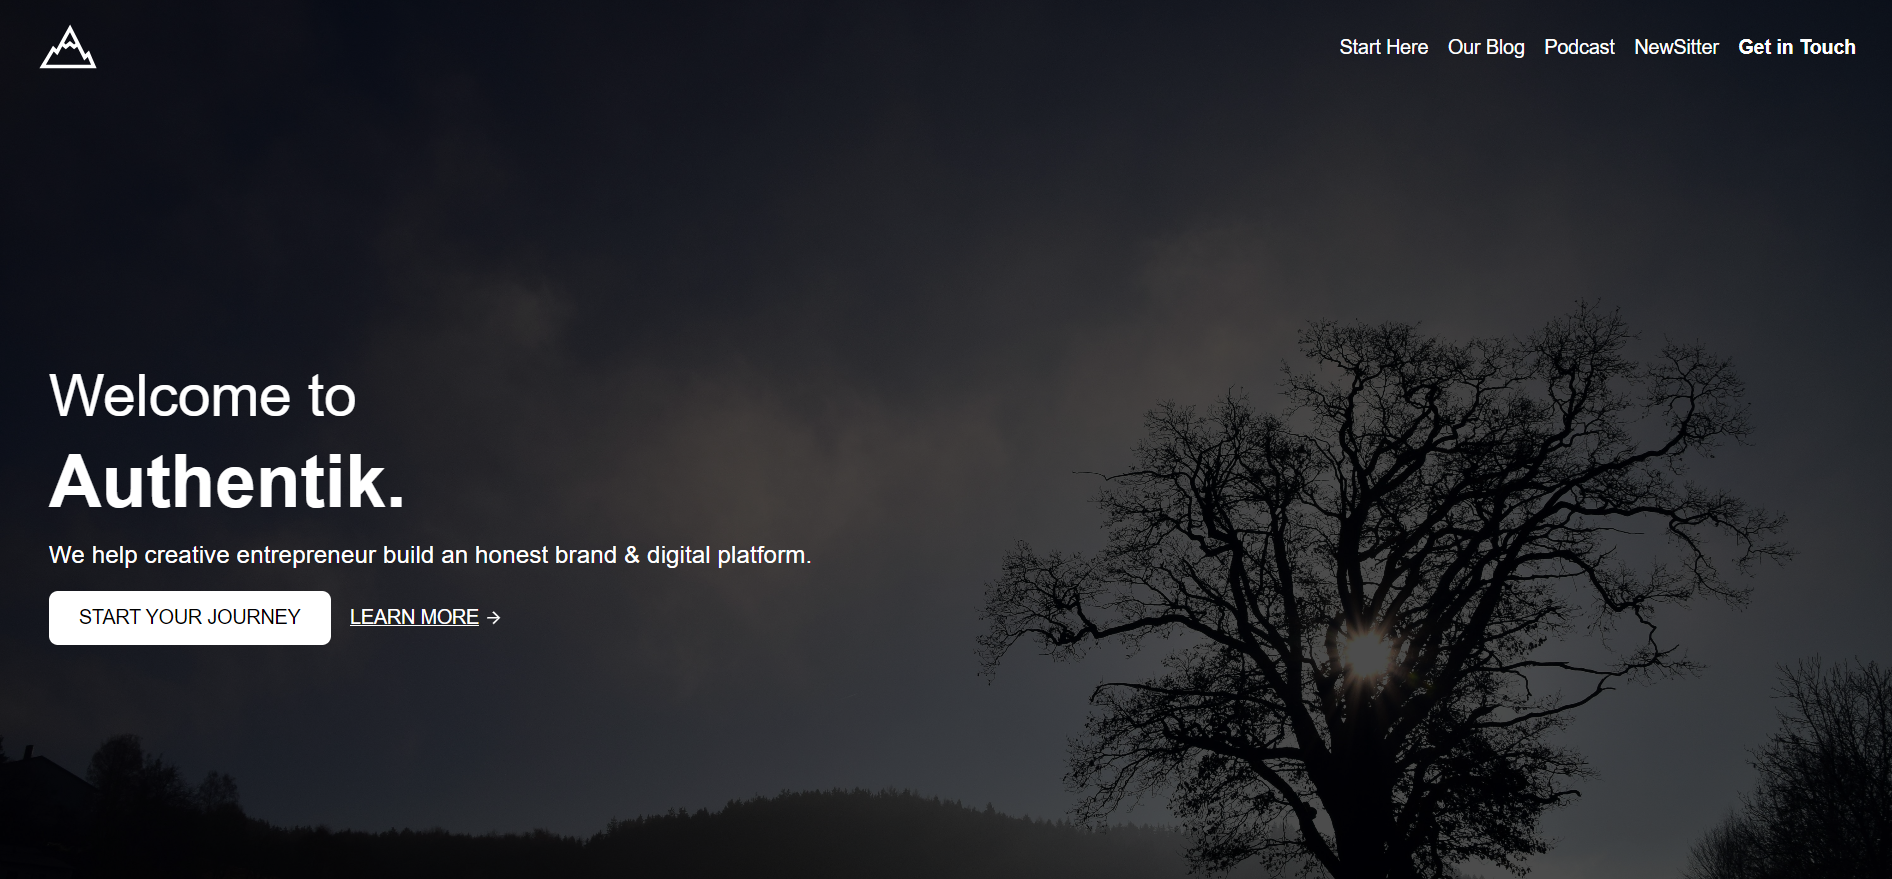 Start Here Our Blog Podcast NewSitter Get in Touch
Welcome to
Authentik.
We help creative entrepreneur build an honest brand & digital platform.
START YOUR JOURNEY LEARN MORE →